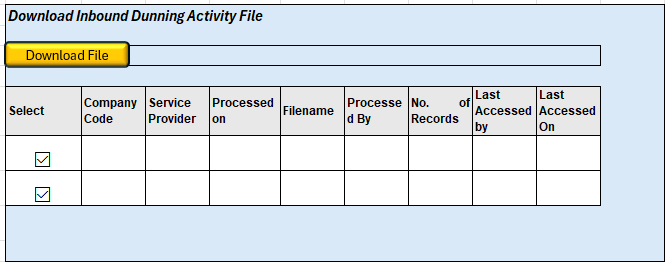 Download Inbound Dunning Activity File
Download File
Select
Company
Code
Service
Provider
Processed
on
Filename
Processe
d By
No. of
Records
Last
Accessed
by
Last
Accessed
On